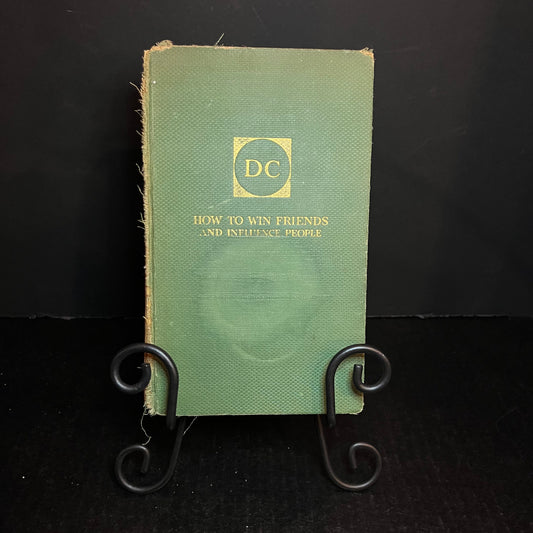 DC
HOW TO WIN FRIENDS
AND INFLUENCE PEOPLE